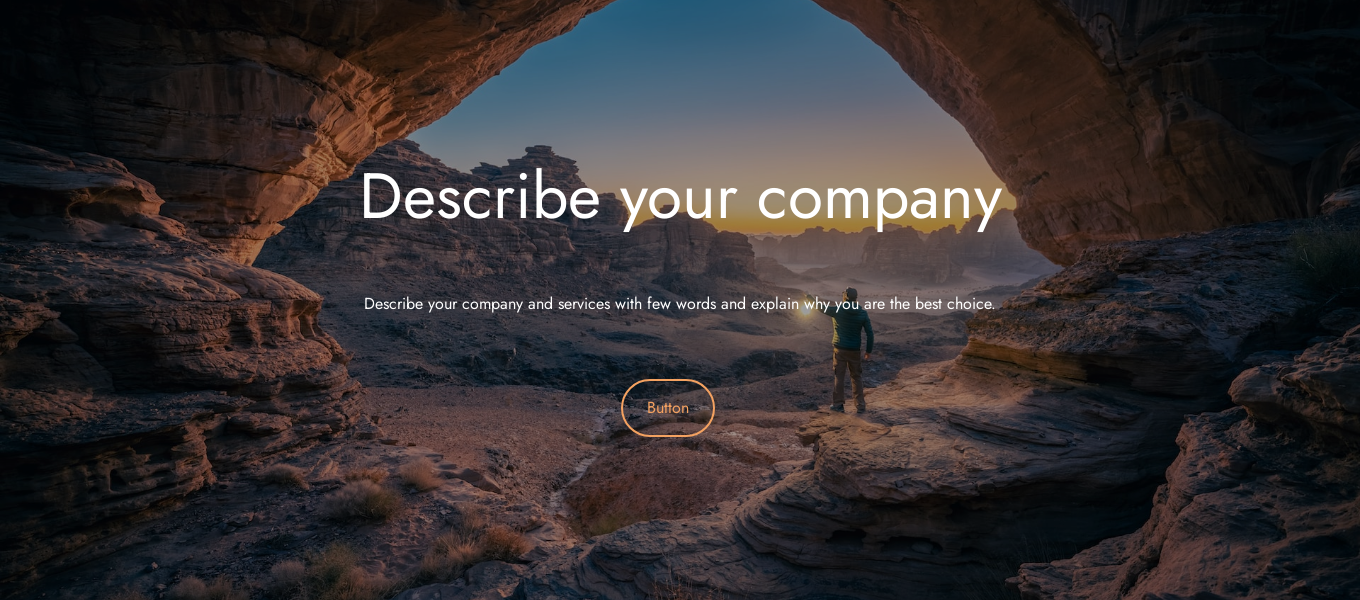 Describe your company
Describe your company and services with few words and explain why you are the best choice.
Button